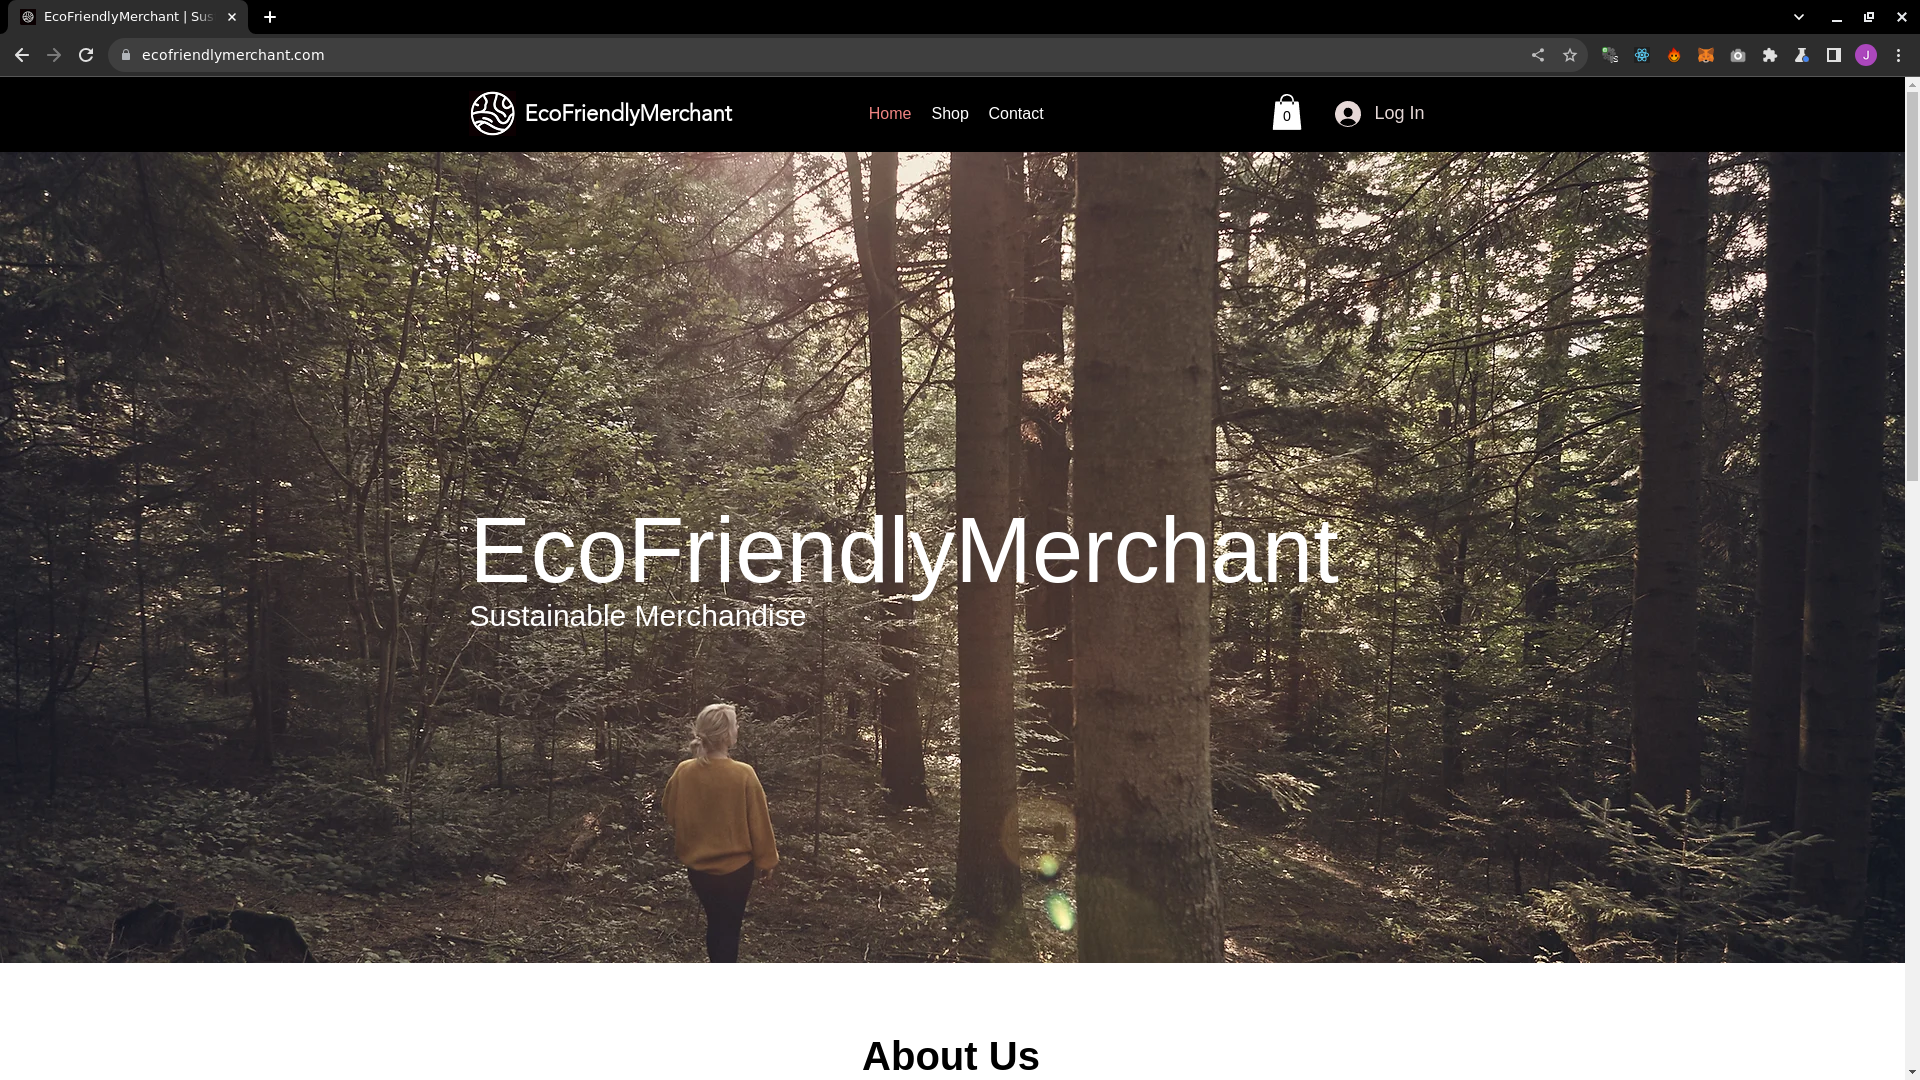 EcoFriendlyMerchant | Sus
ecofriendlymerchant.com
J
EcoFriendlyMerchant
Home
Shop
Contact
0
Log In
EcoFriendlyMerchant
Sustainable Merchandise
About Us